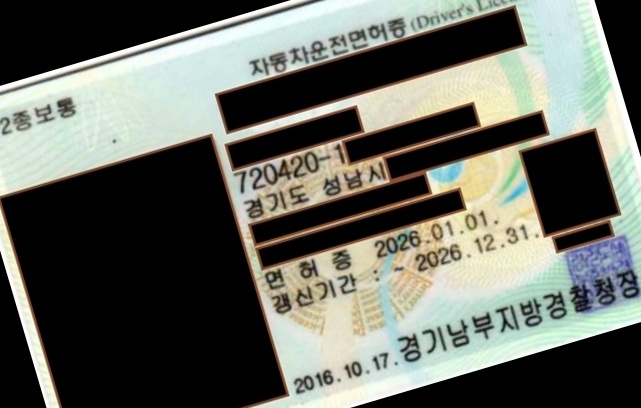 자동차운전면허증 (Driver's
2종보통
720420-1
경기도 성남시
면 허 증 2026.01.01.
갱신기간 : ~ 2026.12.31.
2016.10.17. 경기남부지방경찰청장